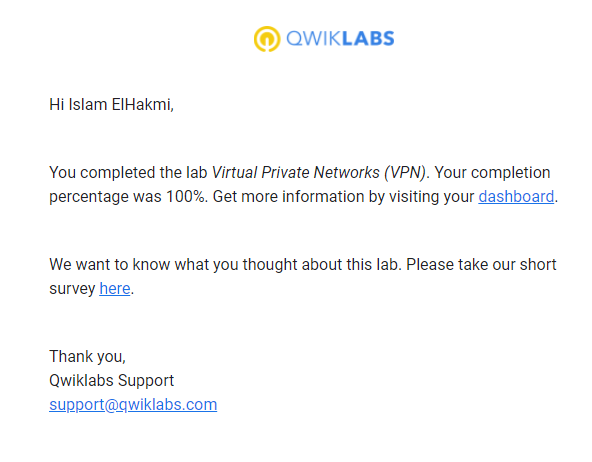 QWIKLABS
Hi Islam ElHakmi,
You completed the lab Virtual Private Networks (VPN). Your completion
percentage was 100%. Get more information by visiting your dashboard.
We want to know what you thought about this lab. Please take our short
survey here.
Thank you,
Qwiklabs Support
support@qwiklabs.com